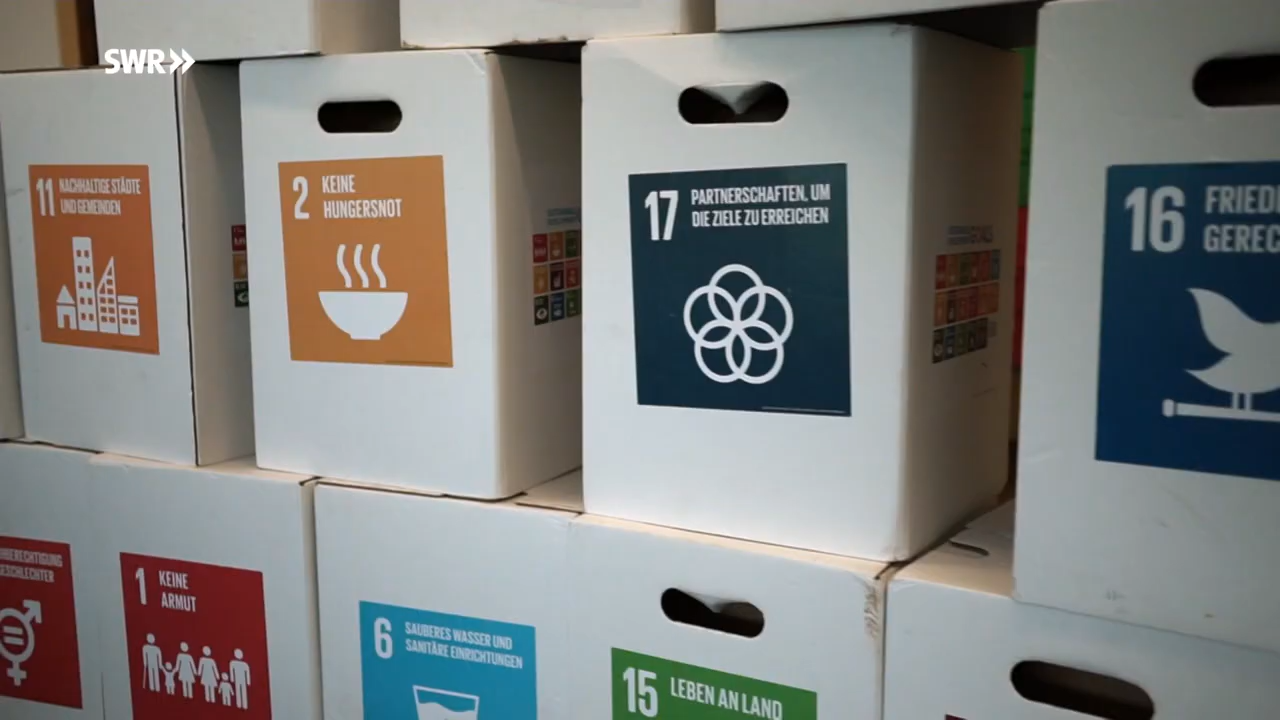 SWR
11 NACHHALTIGE STÄDTE
UND GEMEINDEN
2 KEINE
HUNGERSNOT
17 PARTNERSCHAFTEN, UM
DIE ZIELE ZU ERREICHEN
16
GEREC
1 KEINE
ARMUT
6 SAUBERES WASSER UND
SANITÄRE EINRICHTUNGEN
15 LEBEN AN LAND